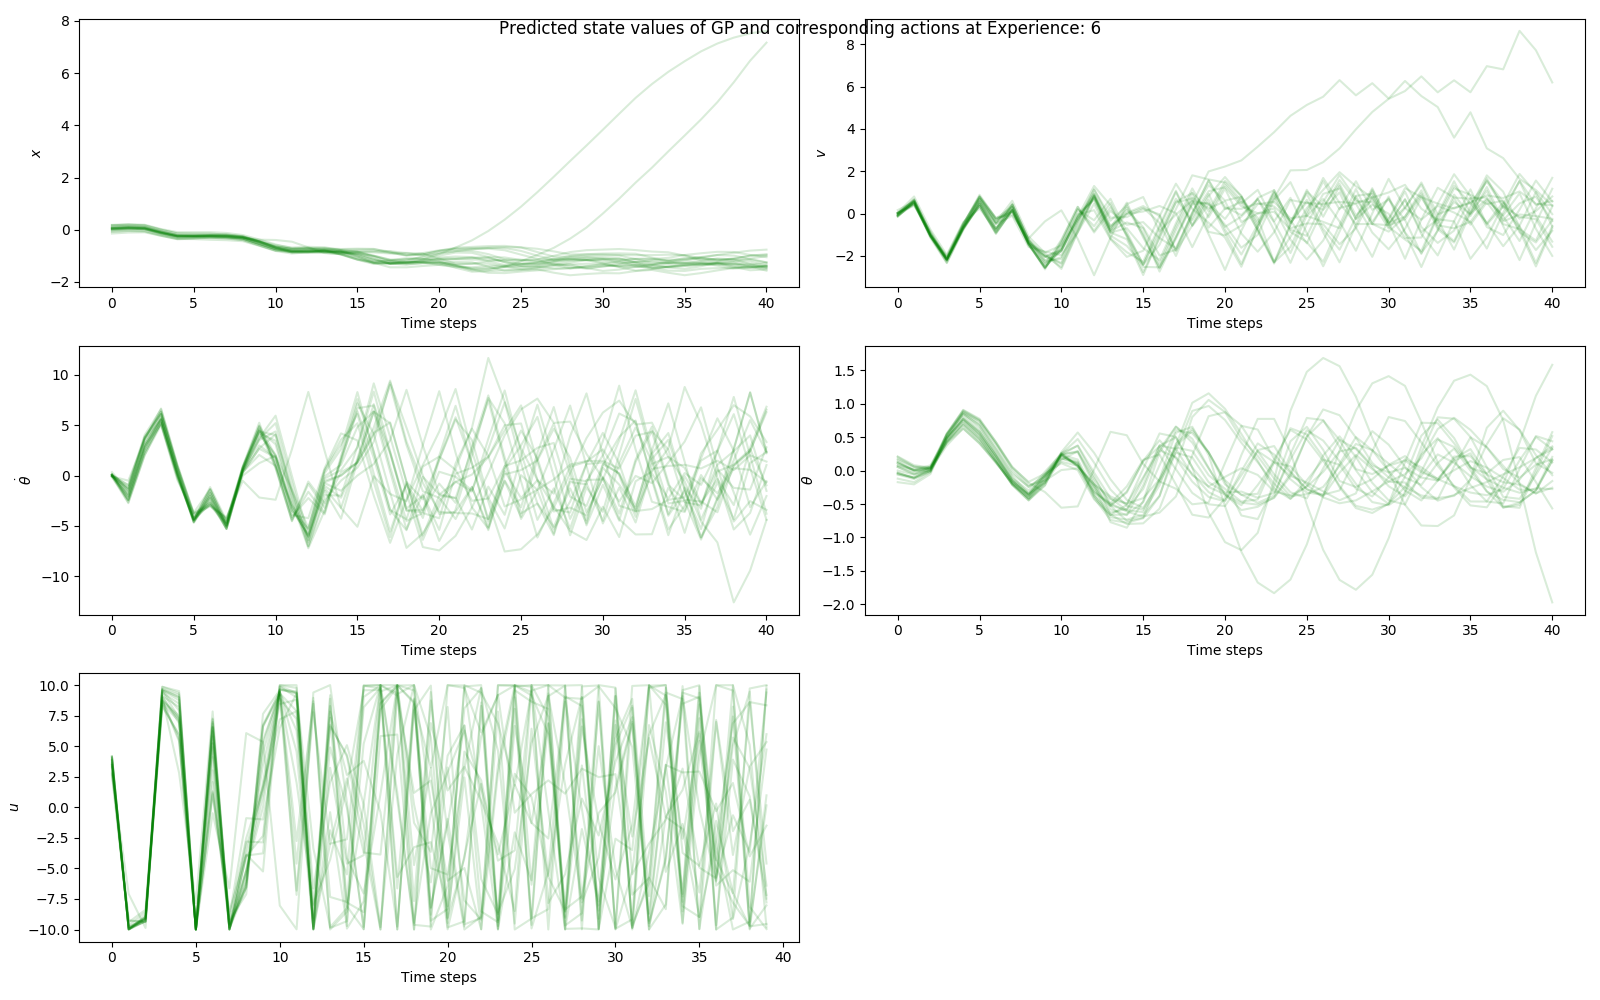 Predicted state values of GP and corresponding actions at Experience: 6
8
6
4
2
0
−2
x
0 5 10 15 20 25 30 35 40
Time steps
8
6
4
2
0
−2
v
0 5 10 15 20 25 30 35 40
Time steps
10
5
0
−5
−10
θ̇
0 5 10 15 20 25 30 35 40
Time steps
1.5
1.0
0.5
0.0
−0.5
−1.0
−1.5
−2.0
θ
0 5 10 15 20 25 30 35 40
Time steps
10.0
7.5
5.0
2.5
0.0
−2.5
−5.0
−7.5
−10.0
u
0 5 10 15 20 25 30 35 40
Time steps